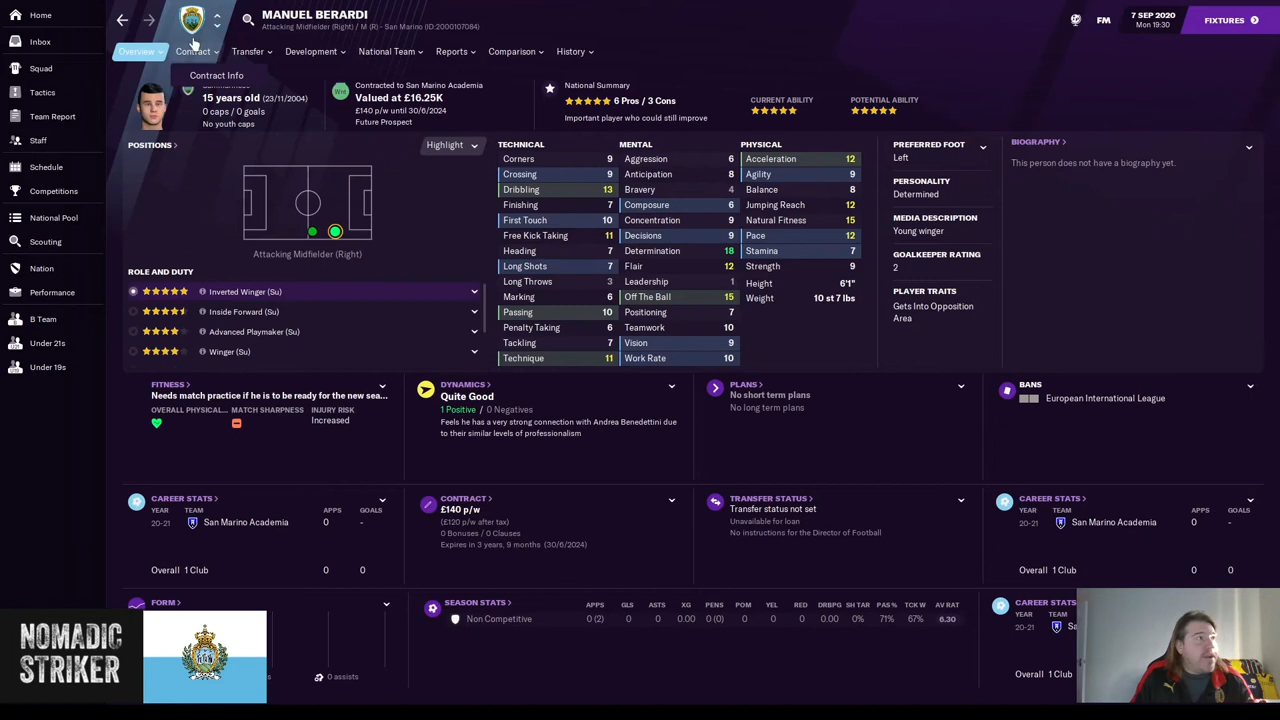 Home
Inbox
Squad
Tactics
Team Report
Staff
Schedule
Competitions
National Pool
Scouting
Nation
Performance
B Team
Under 21s
Under 19s
MANUEL BERARDI
Attacking Midfielder (Right) / M (R) - San Marino (ID:2000107084)
FM
7 SEP 2020
Mon 19:30
FIXTURES
Overview
Contract
Transfer
Development
National Team
Reports
Comparison
History
Contract Info
15 years old (23/11/2004)
0 caps / 0 goals
No youth caps
Wnt
Contracted to San Marino Academia
Valued at £16.25K
£140 p/w until 30/6/2024
Future Prospect
National Summary
6 Pros / 3 Cons
Important player who could still improve
CURRENT ABILITY
POTENTIAL ABILITY
POSITIONS
Highlight
Attacking Midfielder (Right)
ROLE AND DUTY
Inverted Winger (Su)
Inside Forward (Su)
Advanced Playmaker (Su)
Winger (Su)
TECHNICAL
Corners 9
Crossing 9
Dribbling 13
Finishing 7
First Touch 10
Free Kick Taking 11
Heading 7
Long Shots 7
Long Throws 3
Marking 6
Passing 10
Penalty Taking 6
Tackling 7
Technique 11
MENTAL
Aggression 6
Anticipation 8
Bravery 4
Composure 6
Concentration 9
Decisions 9
Determination 18
Flair 12
Leadership 1
Off The Ball 15
Positioning 7
Teamwork 10
Vision 9
Work Rate 10
PHYSICAL
Acceleration 12
Agility 9
Balance 8
Jumping Reach 12
Natural Fitness 15
Pace 12
Stamina 7
Strength 9
Height 6'1"
Weight 10 st 7 lbs
PREFERRED FOOT
Left
PERSONALITY
Determined
MEDIA DESCRIPTION
Young winger
GOALKEEPER RATING
2
PLAYER TRAITS
Gets Into Opposition
Area
BIOGRAPHY
This person does not have a biography yet.
FITNESS
Needs match practice if he is to be ready for the new sea...
OVERALL PHYSICAL...
MATCH SHARPNESS
INJURY RISK
Increased
DYNAMICS
Quite Good
1 Positive / 0 Negatives
Feels he has a very strong connection with Andrea Benedettini due
to their similar levels of professionalism
PLANS
No short term plans
No long term plans
BANS
European International League
CAREER STATS
YEAR TEAM APPS GOALS
20-21 San Marino Academia 0 -
Overall 1 Club 0 0
CONTRACT
£140 p/w
(£120 p/w after tax)
0 Bonuses / 0 Clauses
Expires in 3 years, 9 months (30/6/2024)
TRANSFER STATUS
Transfer status not set
Unavailable for loan
No instructions for the Director of Football
CAREER STATS
YEAR TEAM APPS GOALS
20-21 San Marino Academia 0 -
Overall 1 Club 0 0
FORM
0 assists
SEASON STATS APPS GLS ASTS XG PENS POM YEL RED DRBPG SH TAR PAS% TCK W AV RAT
Non Competitive 0 (2) 0 0 0.00 0 (0) 0 0 0 0.00 0% 71% 67% 6.30
CAREER STATS
YEAR TEAM
20-21
Overall 1 Club
NOMADIC
STRIKER